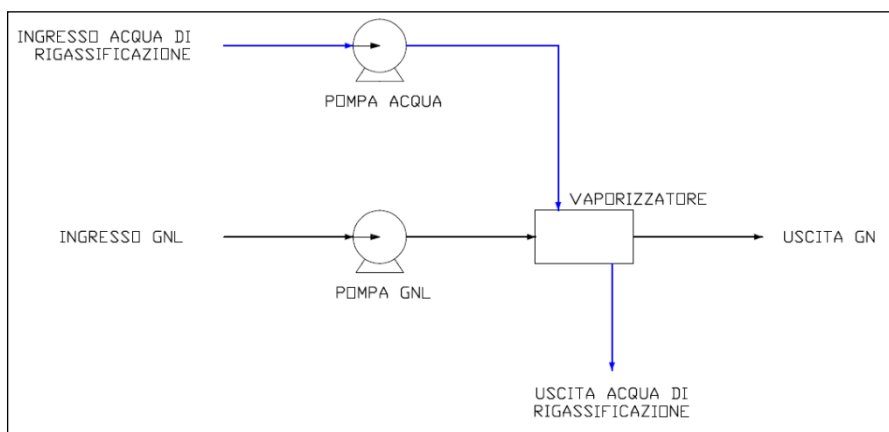 INGRESSO ACQUA DI
RIGASSIFICAZIONE
POMPA ACQUA
VAPORIZZATORE
INGRESSO GNL
USCITA GN
POMPA GNL
USCITA ACQUA DI
RIGASSIFICAZIONE